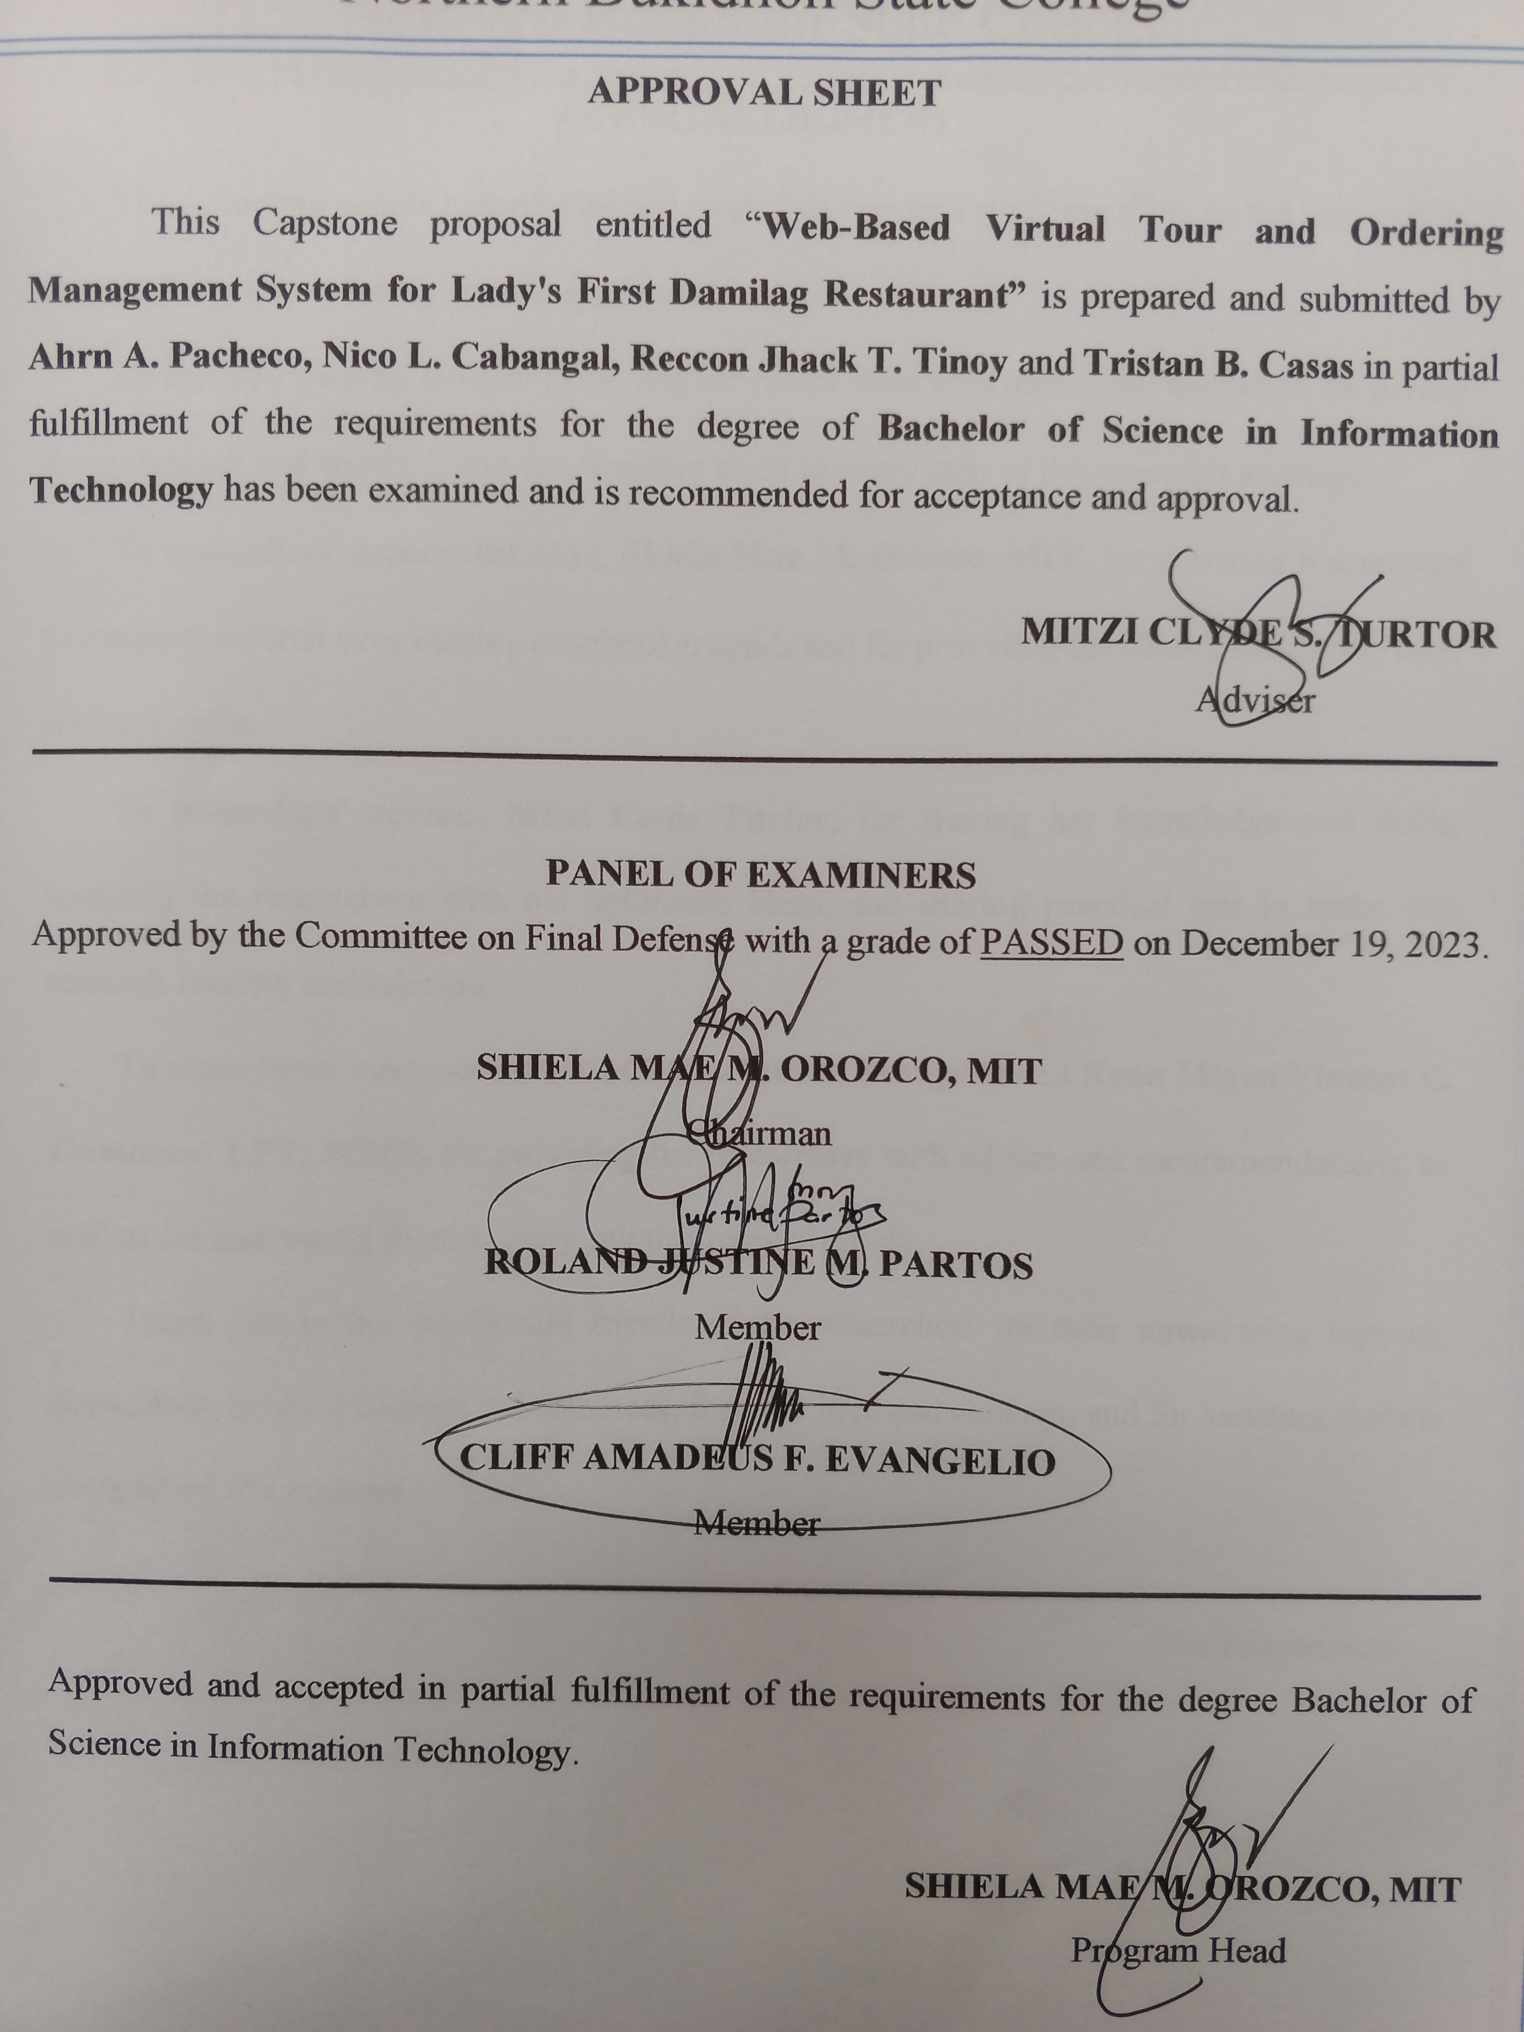 Northern Bukidnon State College
APPROVAL SHEET
This Capstone proposal entitled “Web-Based Virtual Tour and Ordering
Management System for Lady's First Damilag Restaurant” is prepared and submitted by
Ahrn A. Pacheco, Nico L. Cabangal, Reccon Jhack T. Tinoy and Tristan B. Casas in partial
fulfillment of the requirements for the degree of Bachelor of Science in Information
Technology has been examined and is recommended for acceptance and approval.
MITZI CLYDE S. TURTOR
Adviser
PANEL OF EXAMINERS
Approved by the Committee on Final Defense with a grade of PASSED on December 19, 2023.
SHIELA MAE M. OROZCO, MIT
Chairman
Justine Partos
ROLAND JUSTINE M. PARTOS
Member
CLIFF AMADEUS F. EVANGELIO
Member
Approved and accepted in partial fulfillment of the requirements for the degree Bachelor of
Science in Information Technology.
SHIELA MAE M. OROZCO, MIT
Program Head